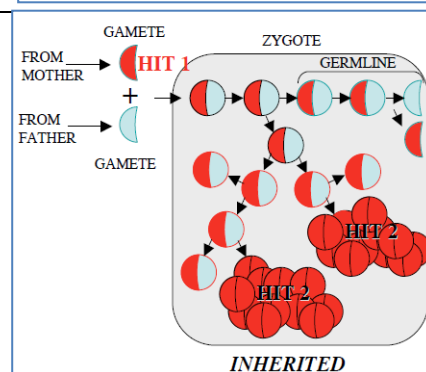 GAMETE
ZYGOTE
FROM
MOTHER
HIT 1
GERMLINE
+
FROM
FATHER
GAMETE
HIT 2
HIT 2
INHERITED